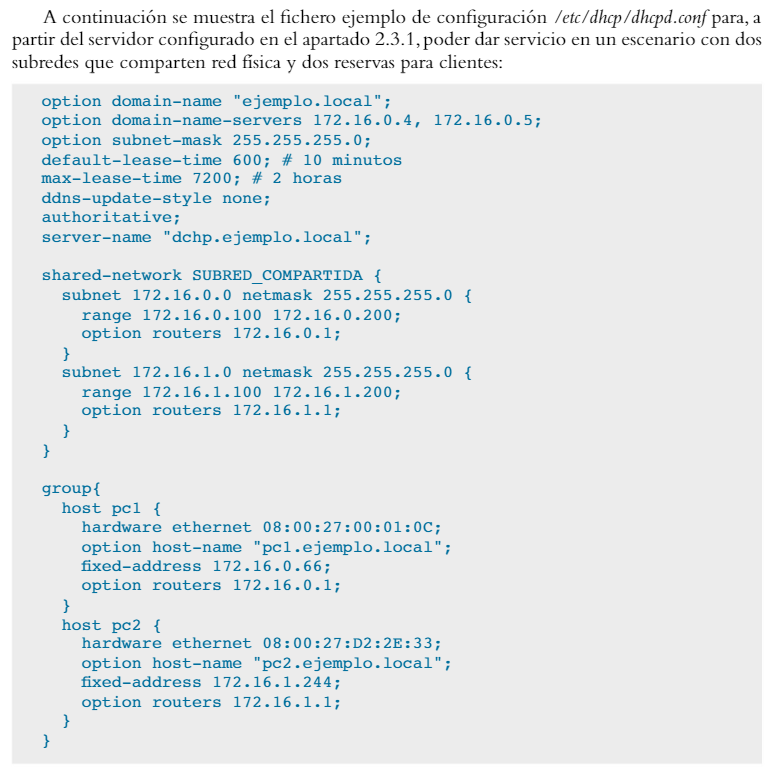 A continuación se muestra el fichero ejemplo de configuración /etc/dhcp/dhcpd.conf para, a
partir del servidor configurado en el apartado 2.3.1, poder dar servicio en un escenario con dos
subredes que comparten red física y dos reservas para clientes:
option domain-name "ejemplo.local";
option domain-name-servers 172.16.0.4, 172.16.0.5;
option subnet-mask 255.255.255.0;
default-lease-time 600; # 10 minutos
max-lease-time 7200; # 2 horas
ddns-update-style none;
authoritative;
server-name "dchp.ejemplo.local";
shared-network SUBRED_COMPARTIDA {
subnet 172.16.0.0 netmask 255.255.255.0 {
range 172.16.0.100 172.16.0.200;
option routers 172.16.0.1;
}
subnet 172.16.1.0 netmask 255.255.255.0 {
range 172.16.1.100 172.16.1.200;
option routers 172.16.1.1;
}
}
group{
host pc1 {
hardware ethernet 08:00:27:00:01:0C;
option host-name "pc1.ejemplo.local";
fixed-address 172.16.0.66;
option routers 172.16.0.1;
}
host pc2 {
hardware ethernet 08:00:27:D2:2E:33;
option host-name "pc2.ejemplo.local";
fixed-address 172.16.1.244;
option routers 172.16.1.1;
}
}